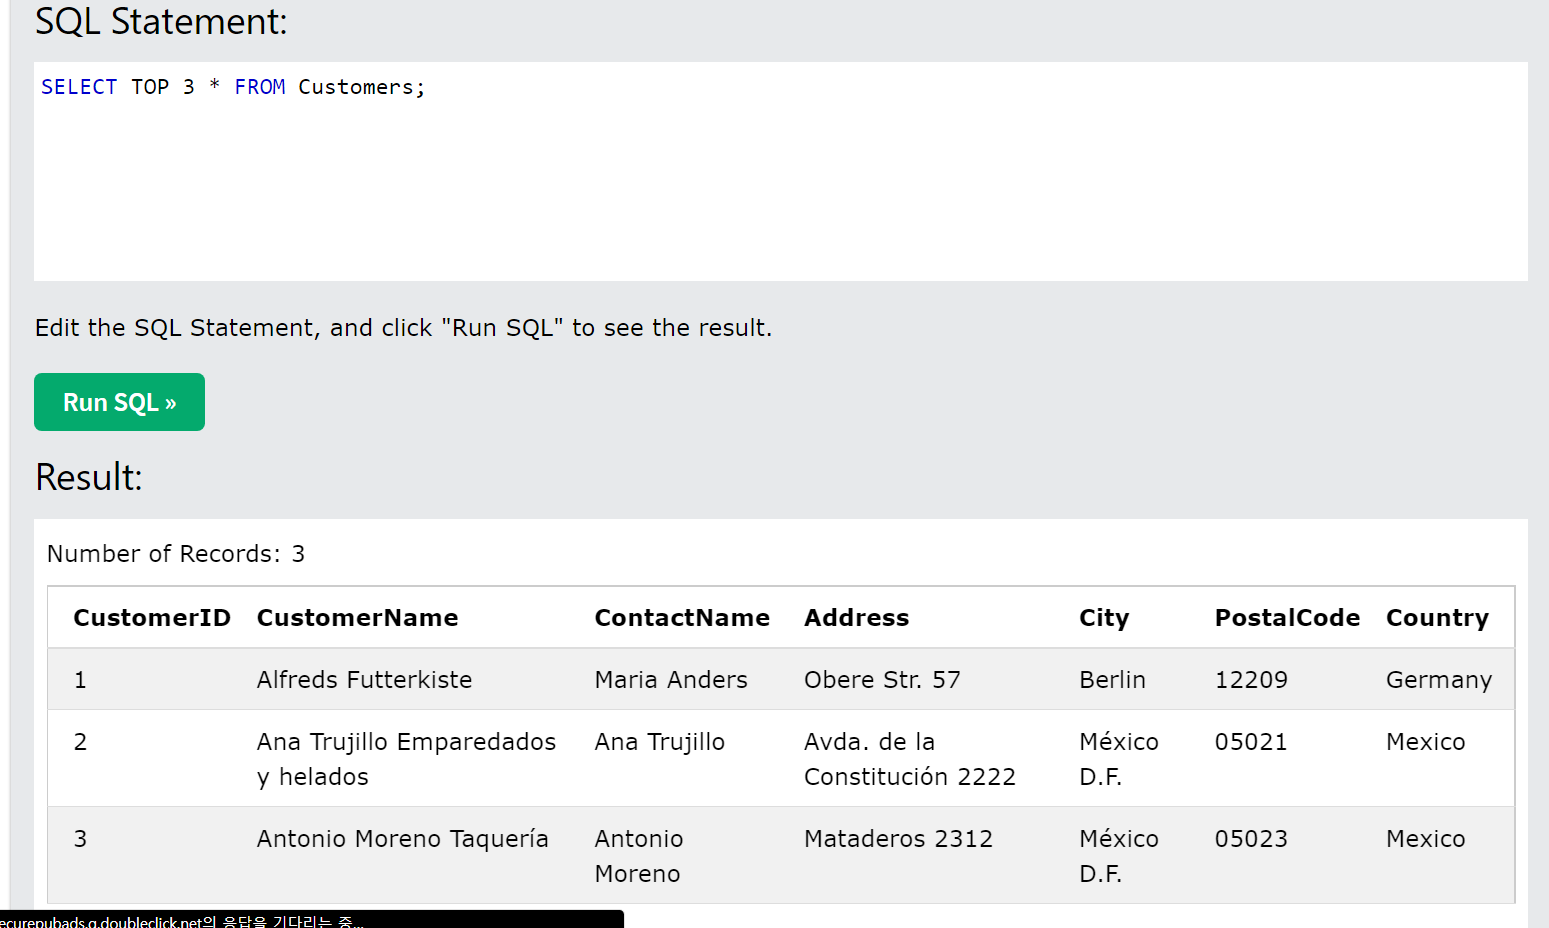 SQL Statement:
SELECT TOP 3 * FROM Customers;
Edit the SQL Statement, and click "Run SQL" to see the result.
Run SQL »
Result:
Number of Records: 3
CustomerID CustomerName ContactName Address City PostalCode Country
1 Alfreds Futterkiste Maria Anders Obere Str. 57 Berlin 12209 Germany
2 Ana Trujillo Emparedados Ana Trujillo Avda. de la México 05021 Mexico
y helados Constitución 2222 D.F.
3 Antonio Moreno Taquería Antonio Mataderos 2312 México 05023 Mexico
Moreno D.F.
ecurepubads.g.doubleclick.net의 응답을 기다리는 중...